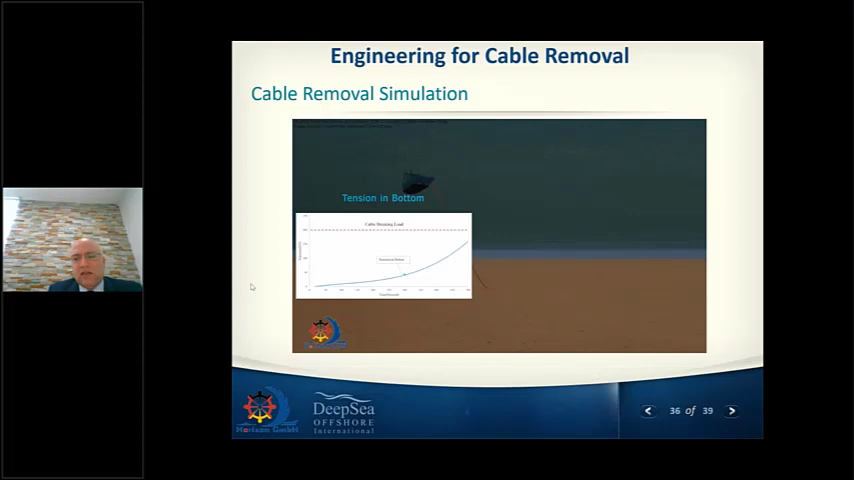 Engineering for Cable Removal
Cable Removal Simulation
Tension in Bottom
Cable Breaking Load
DeepSea
OFFSHORE
International
36 of 39